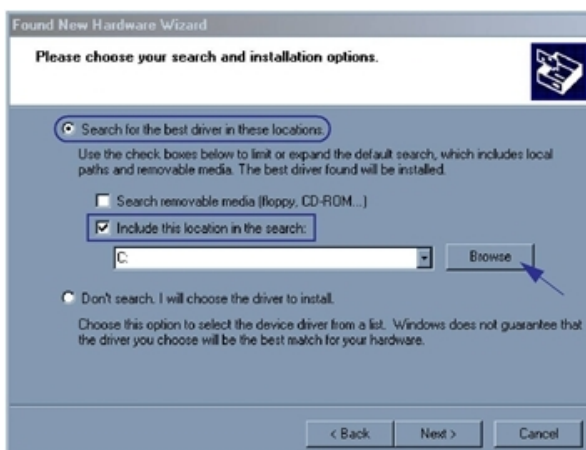 Found New Hardware Wizard
Please choose your search and installation options.
Search for the best driver in these locations.
Use the check boxes below to limit or expand the default search, which includes local
paths and removable media. The best driver found will be installed.
Search removable media (floppy, CD-ROM...)
Include this location in the search:
C:
Browse
Don't search. I will choose the driver to install.
Choose this option to select the device driver from a list. Windows does not guarantee that
the driver you choose will be the best match for your hardware.
< Back Next > Cancel